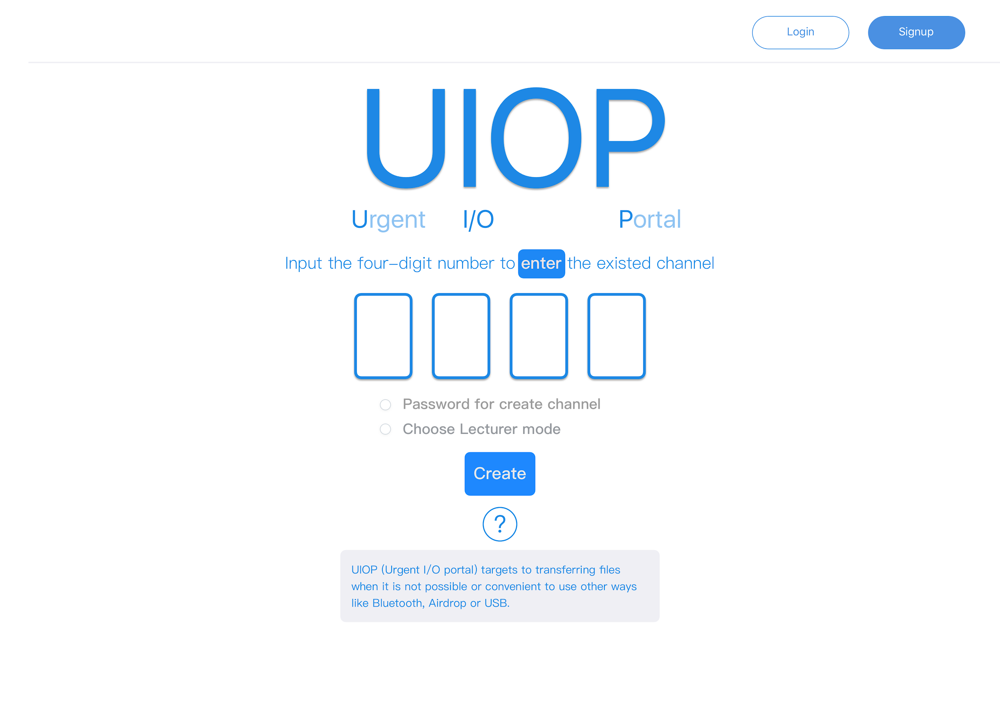 Login Signup
UIOP
Urgent I/O Portal
Input the four-digit number to enter the existed channel
Password for create channel
Choose Lecturer mode
Create
?
UIOP (Urgent I/O portal) targets to transferring files
when it is not possible or convenient to use other ways
like Bluetooth, Airdrop or USB.